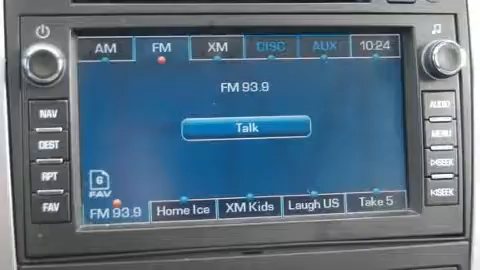 AM FM XM DISC AUX 10:24
FM 93.9
Talk
NAV
DEST
RPT
FAV
AUDIO
MENU
SEEK
SEEK
6
FAV
FM 93.9 Home Ice XM Kids Laugh US Take 5